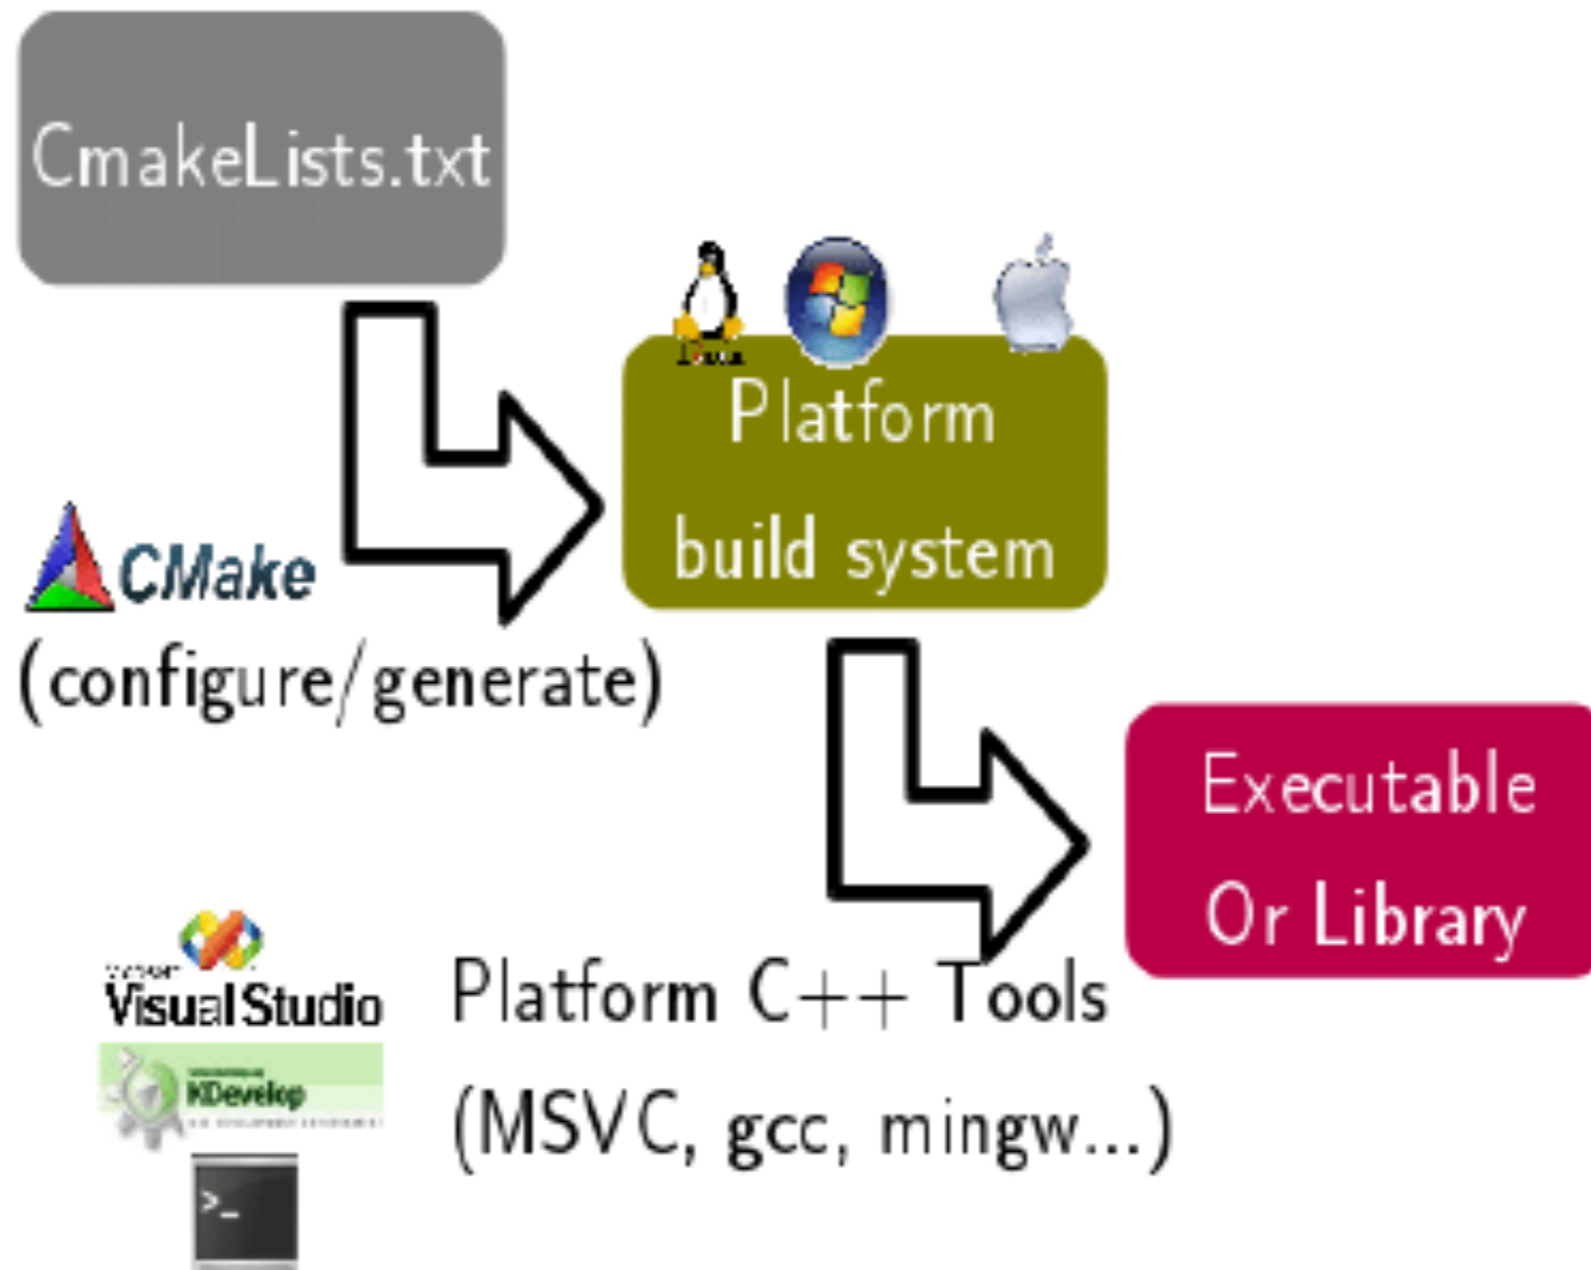 CmakeLists.txt
Platform
build system
CMake
(configure/generate)
Executable
Or Library
Visual Studio
Platform C++ Tools
KDevelop
(MSVC, gcc, mingw...)
>_